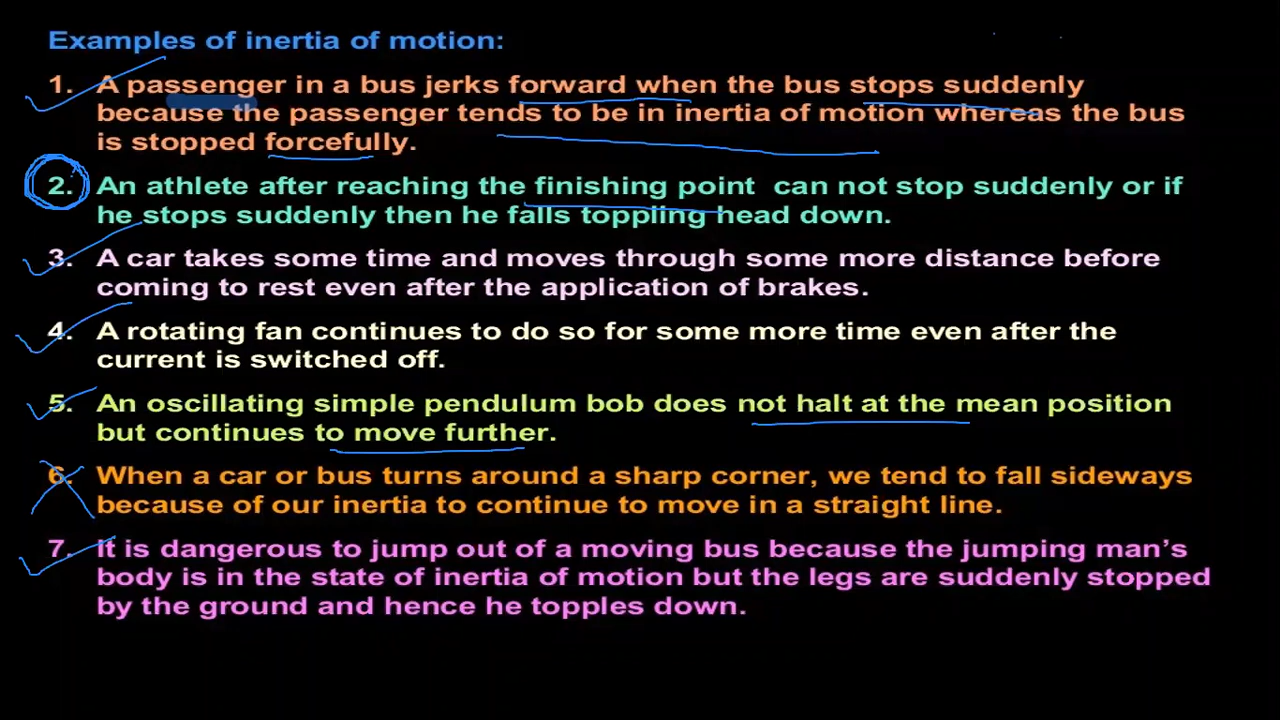 Examples of inertia of motion:
1. A passenger in a bus jerks forward when the bus stops suddenly
because the passenger tends to be in inertia of motion whereas the bus
is stopped forcefully.
2. An athlete after reaching the finishing point can not stop suddenly or if
he stops suddenly then he falls toppling head down.
3. A car takes some time and moves through some more distance before
coming to rest even after the application of brakes.
4. A rotating fan continues to do so for some more time even after the
current is switched off.
5. An oscillating simple pendulum bob does not halt at the mean position
but continues to move further.
6. When a car or bus turns around a sharp corner, we tend to fall sideways
because of our inertia to continue to move in a straight line.
7. It is dangerous to jump out of a moving bus because the jumping man’s
body is in the state of inertia of motion but the legs are suddenly stopped
by the ground and hence he topples down.